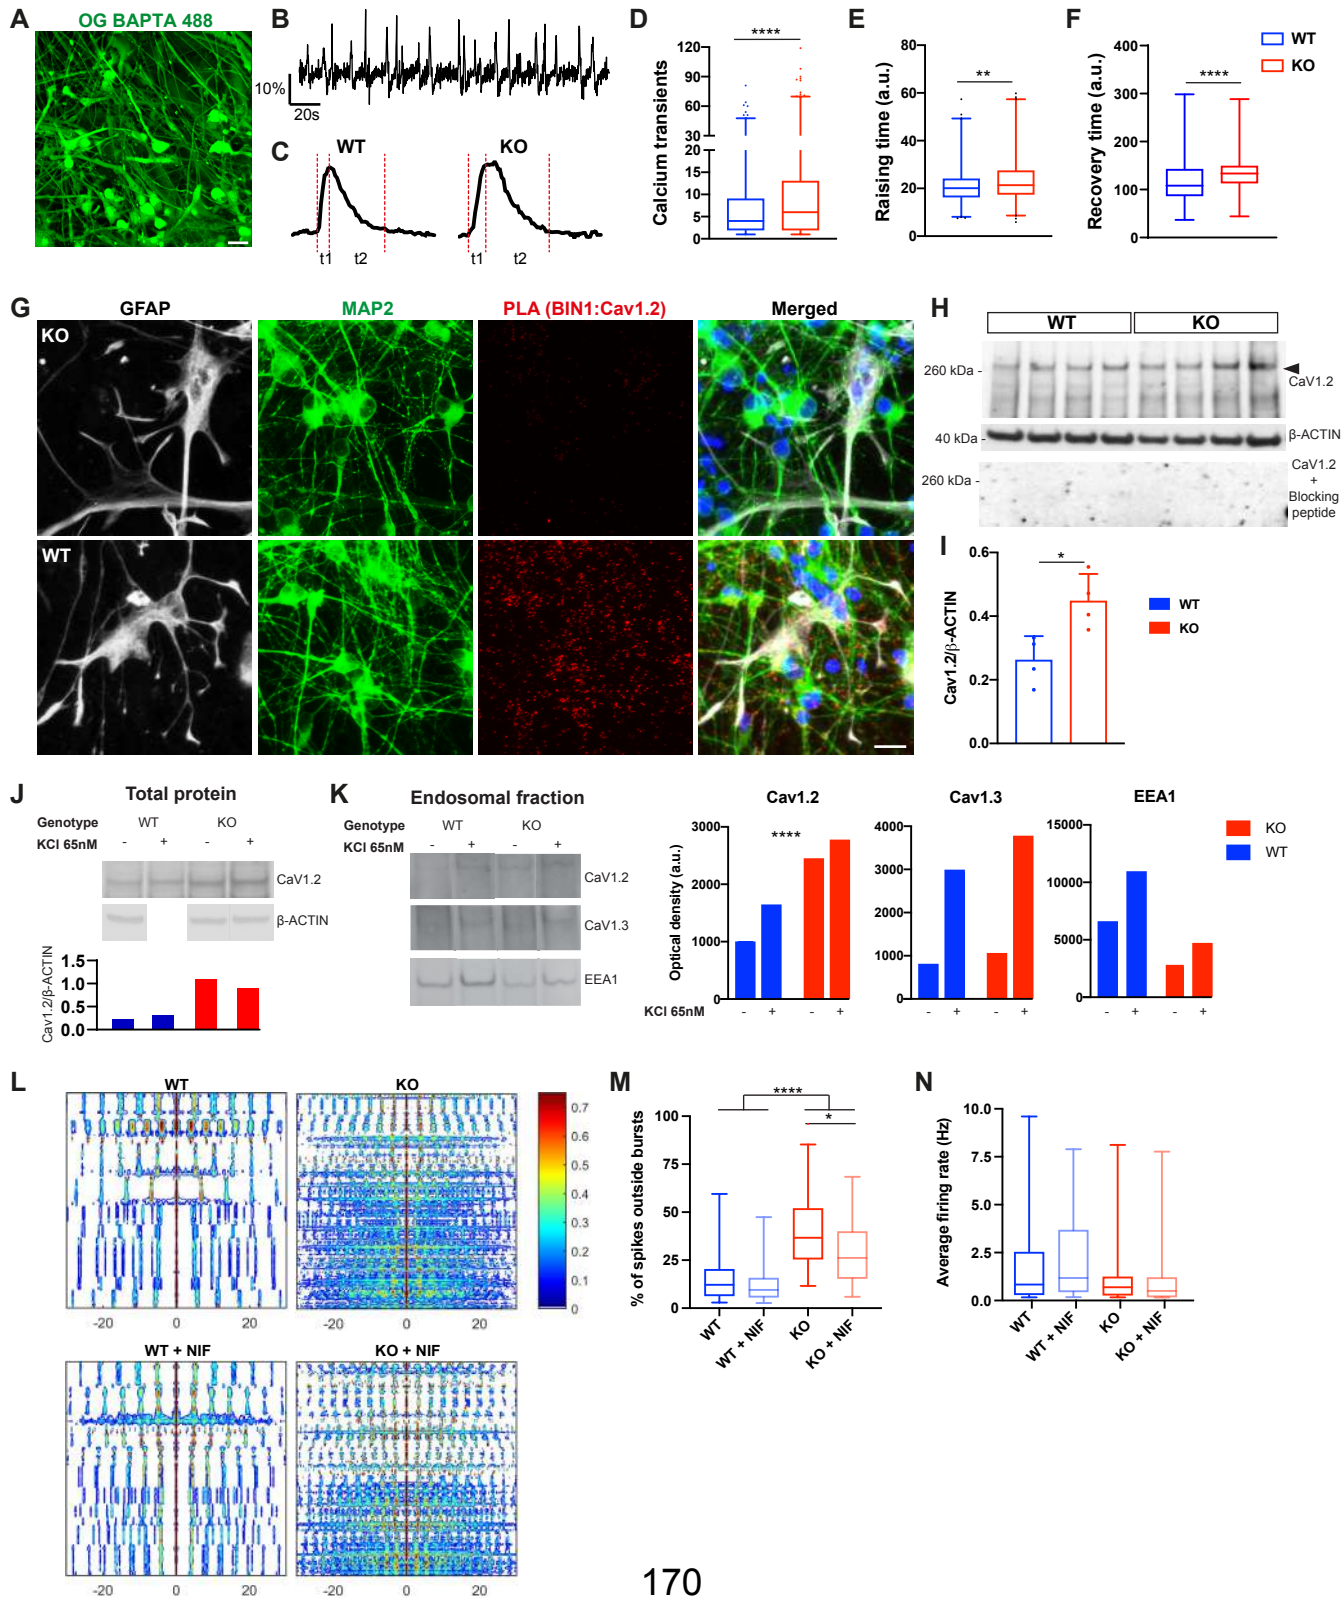 A
OG BAPTA 488
B
10%
20s
C
WT
KO
t1
t2
t1
t2
D
****
Calcium transients
120
90
60
30
20
15
10
5
0
E
**
Raising time (a.u.)
80
60
40
20
0
F
****
Recovery time (a.u.)
400
300
200
100
0
WT
KO
G
GFAP
MAP2
PLA (BIN1:Cav1.2)
Merged
KO
WT
H
WT
KO
260 kDa -
CaV1.2
40 kDa -
β-ACTIN
260 kDa -
CaV1.2
+
Blocking
peptide
I
*
Cav1.2/β-ACTIN
0.6
0.4
0.2
0.0
WT
KO
J
Total protein
Genotype WT KO
KCl 65nM - + - +
CaV1.2
β-ACTIN
Cav1.2/β-ACTIN
1.5
1.0
0.5
0.0
K
Endosomal fraction
Genotype WT KO
KCl 65nM - + - +
CaV1.2
CaV1.3
EEA1
Cav1.2
****
Optical density (a.u.)
3000
2000
1000
0
KCl 65nM - + - +
Cav1.3
4000
3000
2000
1000
0
- + - +
EEA1
15000
10000
5000
0
- + - +
KO
WT
L
WT
KO
-20 0 20
-20 0 20
0.7
0.6
0.5
0.4
0.3
0.2
0.1
0
WT + NIF
KO + NIF
-20 0 20
-20 0 20
M
****
*
% of spikes outside bursts
100
75
50
25
0
WT
WT + NIF
KO
KO + NIF
N
Average firing rate (Hz)
10.0
7.5
5.0
2.5
0.0
WT
WT + NIF
KO
KO + NIF
170